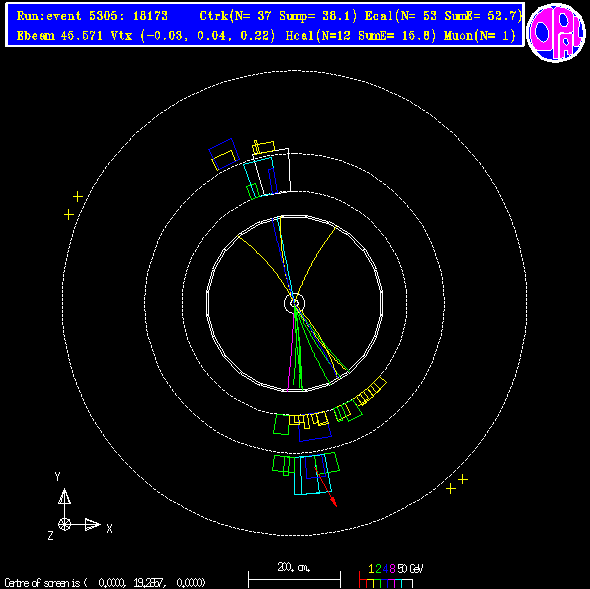 Run:event 5305: 18173 Ctrk(N= 37 Sump= 38.1) Ecal(N= 53 SumE= 52.7)
Ebeam 45.571 Vtx (-0.03, 0.04, 0.22) Hcal(N=12 SumE= 15.8) Muon(N= 1)
OPAL
Y
X
Z
200. cm.
1 2 4 8 50 GeV
Centre of screen is ( 0.0000, 19.2857, 0.0000)